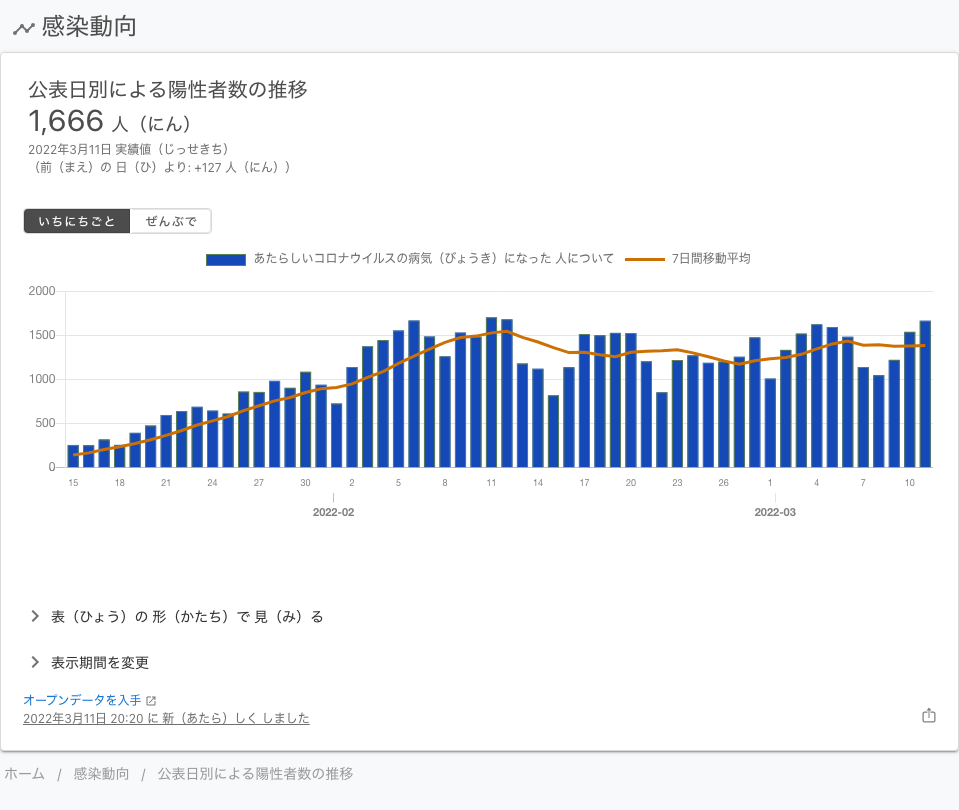 感染動向
公表日別による陽性者数の推移
1,666 人（にん）
2022年3月11日 実績値（じっせきち）
（前（まえ）の 日（ひ）より: +127 人（にん））
いちにちごと ぜんぶで
あたらしいコロナウイルスの病気（びょうき）になった 人について 7日間移動平均
2000
1500
1000
500
0
15 18 21 24 27 30 2 5 8 11 14 17 20 23 26 1 4 7 10
2022-02 2022-03
表（ひょう）の 形（かたち）で 見（み）る
表示期間を変更
オープンデータを入手
2022年3月11日 20:20 に 新（あたら）しく しました
ホーム / 感染動向 / 公表日別による陽性者数の推移